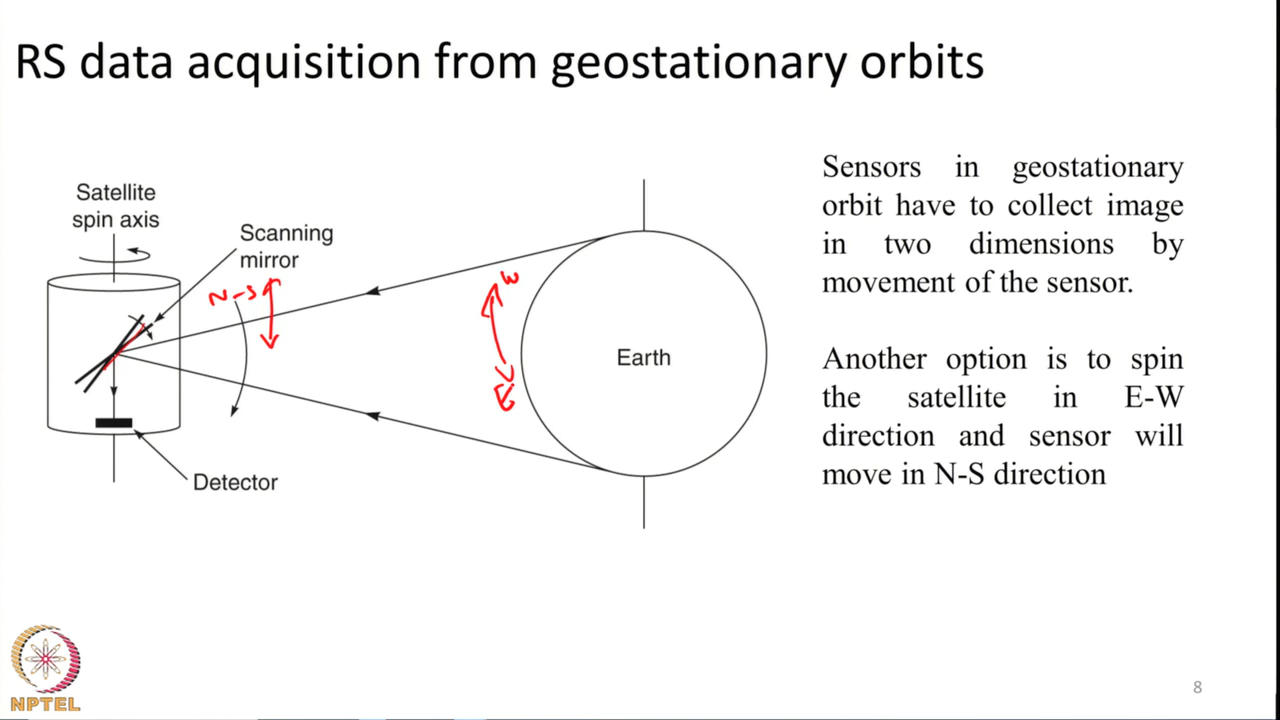 RS data acquisition from geostationary orbits
Satellite
spin axis
Scanning
mirror
N-S
W
E
Earth
Detector
Sensors in geostationary
orbit have to collect image
in two dimensions by
movement of the sensor.
Another option is to spin
the satellite in E-W
direction and sensor will
move in N-S direction
NPTEL
8